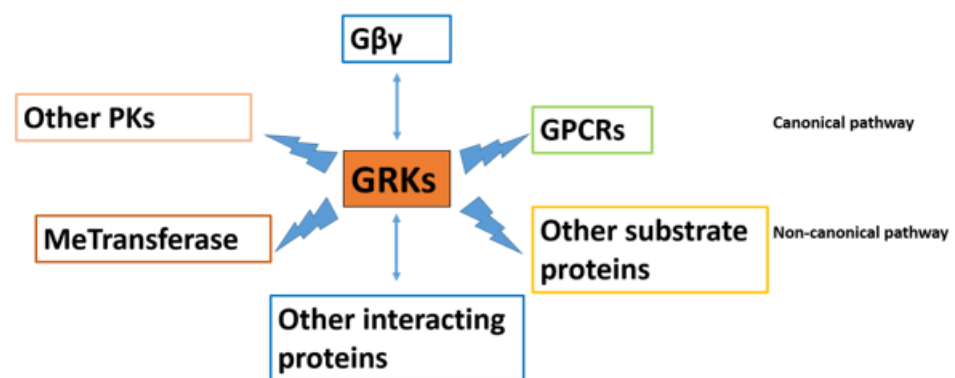 Gβγ
Other PKs
GPCRs
Canonical pathway
GRKs
MeTransferase
Other substrate
proteins
Non-canonical pathway
Other interacting
proteins